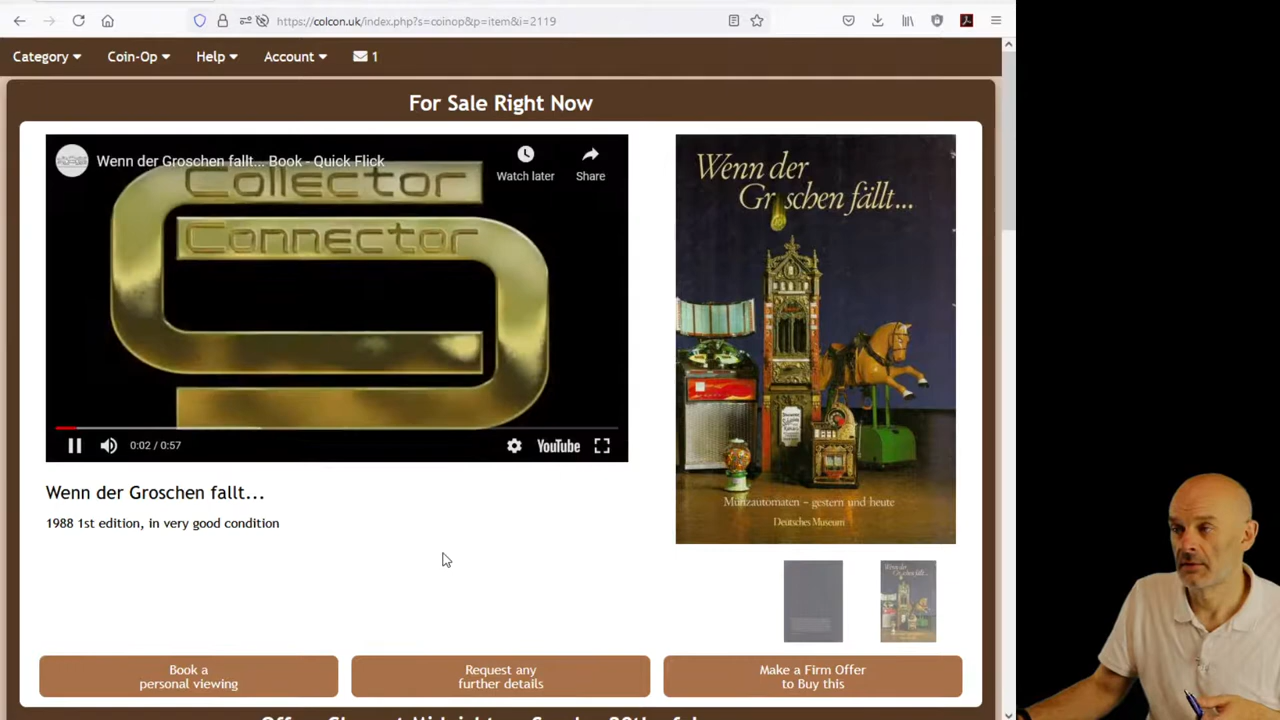 https://colcon.uk/index.php?s=coinop&p=item&i=2119
Category
Coin-Op
Help
Account
1
For Sale Right Now
Wenn der Groschen fallt... Book - Quick Flick
Watch later
Share
Collector
Connector
0:02 / 0:57
YouTube
Wenn der
Gr schen fällt...
Münzautomaten – gestern und heute
Deutsches Museum
Wenn der Groschen fallt...
1988 1st edition, in very good condition
Book a
personal viewing
Request any
further details
Make a Firm Offer
to Buy this